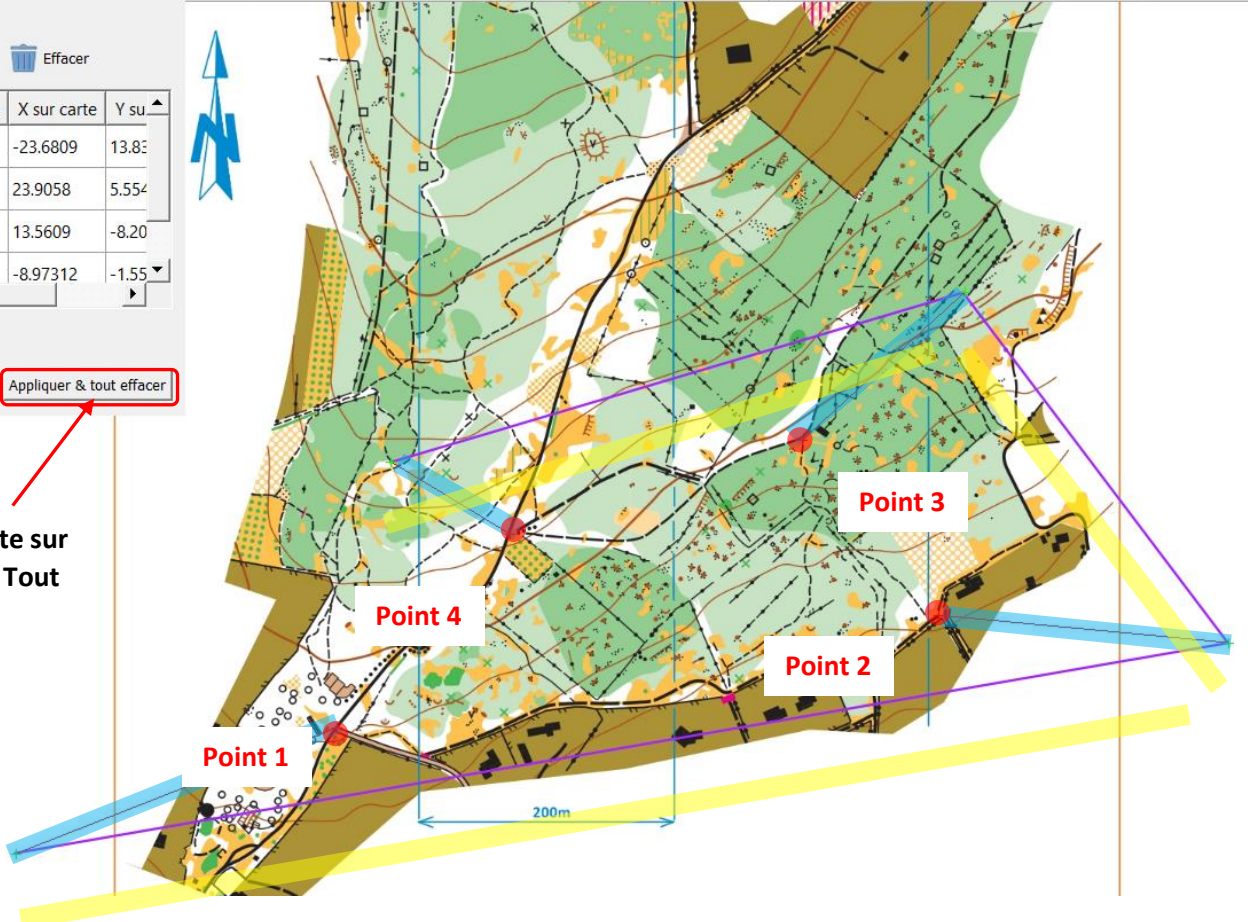 Effacer
X sur carte Y su
-23.6809 13.83
23.9058 5.554
13.5609 -8.20
-8.97312 -1.55
Appliquer & tout effacer
te sur
Tout
N
Point 3
Point 4
Point 2
Point 1
200m